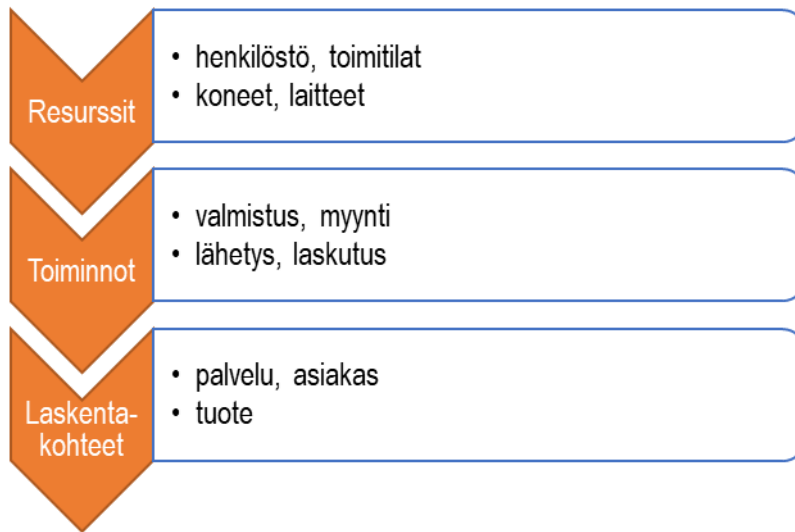 Resurssit
• henkilöstö, toimitilat
• koneet, laitteet
Toiminnot
• valmistus, myynti
• lähetys, laskutus
Laskenta-
kohteet
• palvelu, asiakas
• tuote